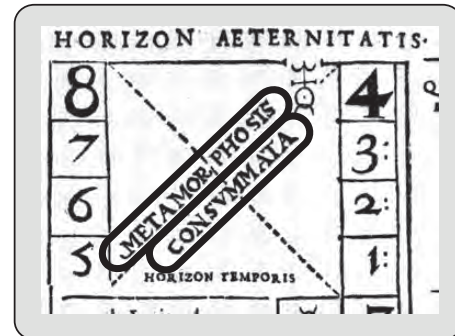 HORIZON AETERNITATIS.
8
4
7
3:
6
2:
5
1:
METAMORPHOSIS
CONSVMMATA
HORIZON TEMPORIS